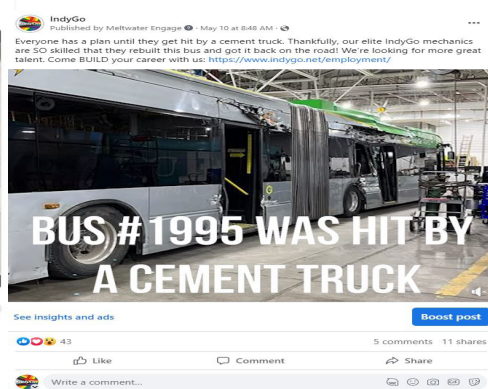 IndyGo
Published by Meltwater Engage · May 10 at 8:48 AM ·
Everyone has a plan until they get hit by a cement truck. Thankfully, our elite IndyGo mechanics
are SO skilled that they rebuilt this bus and got it back on the road! We're looking for more great
talent. Come BUILD your career with us: https://www.indygo.net/employment/
BUS #1995 WAS HIT BY
A CEMENT TRUCK
See insights and ads
Boost post
43
5 comments 11 shares
Like
Comment
Share
Write a comment...